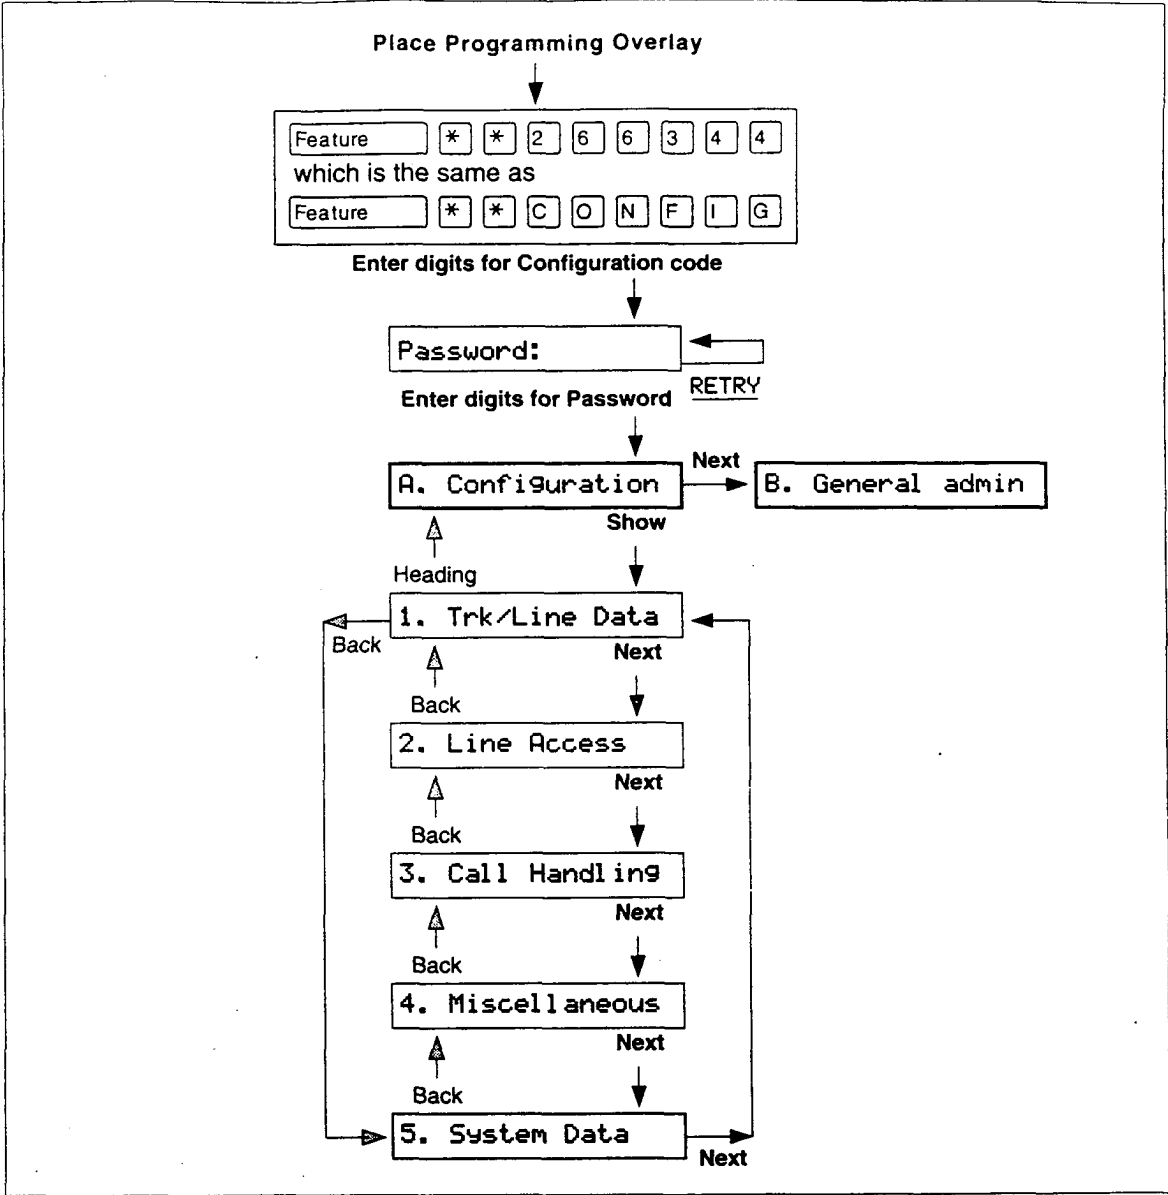 Place Programming Overlay
Feature * * 2 6 6 3 4 4
which is the same as
Feature * * C O N F I G
Enter digits for Configuration code
Password:
RETRY
Enter digits for Password
A. Configuration
Next
B. General admin
Show
Heading
1. Trk/Line Data
Back
Next
Back
2. Line Access
Next
Back
3. Call Handling
Next
Back
4. Miscellaneous
Next
Back
5. System Data
Next